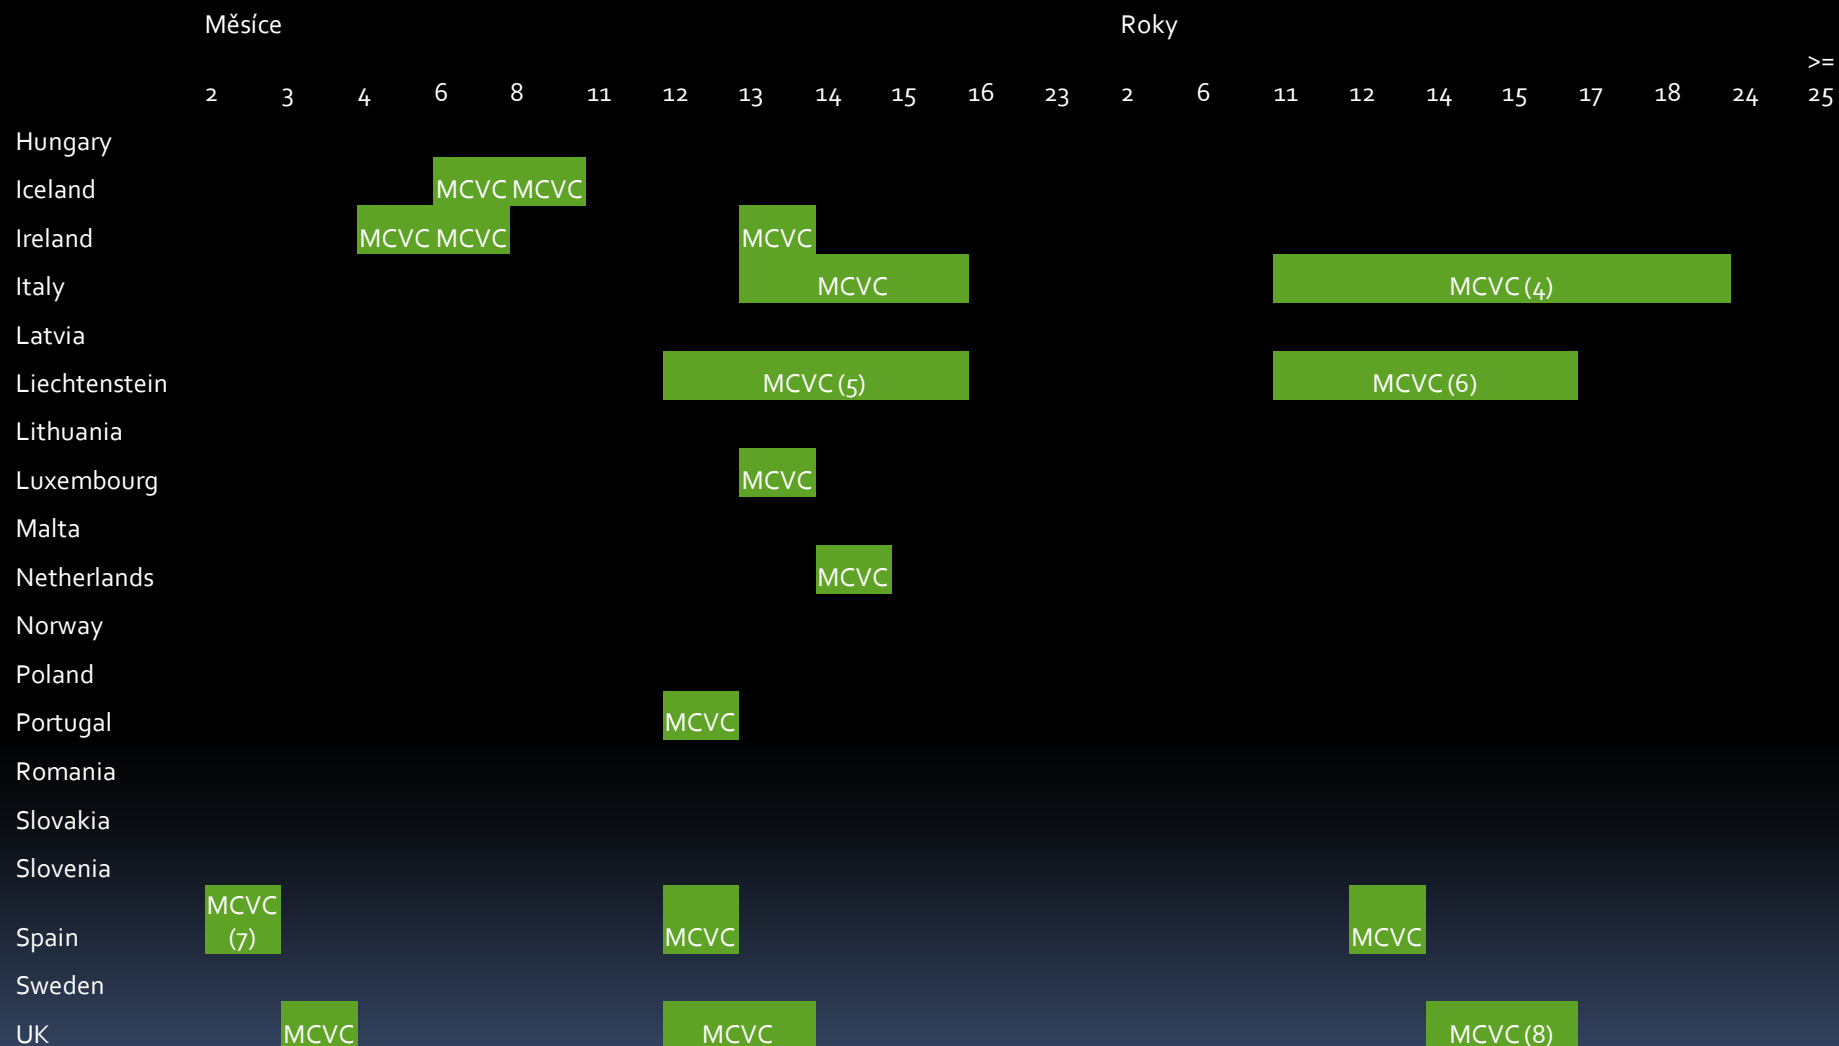 Měsíce Roky
>=
2 3 4 6 8 11 12 13 14 15 16 23 2 6 11 12 14 15 17 18 24 25
Hungary
Iceland MCVC MCVC
Ireland MCVC MCVC MCVC
Italy MCVC MCVC (4)
Latvia
Liechtenstein MCVC (5) MCVC (6)
Lithuania
Luxembourg MCVC
Malta
Netherlands MCVC
Norway
Poland
Portugal MCVC
Romania
Slovakia
Slovenia
MCVC
Spain (7) MCVC MCVC
Sweden
UK MCVC MCVC MCVC (8)